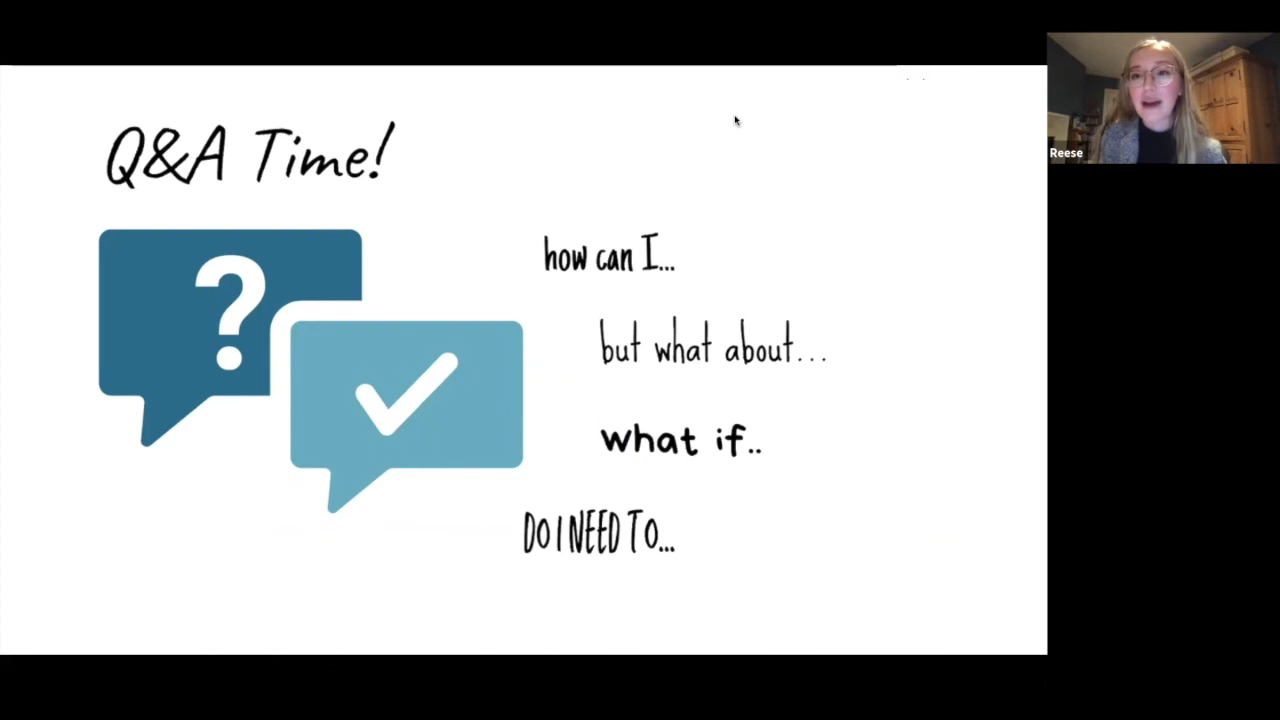 Q&A Time!
Reese
?
how can I...
but what about...
what if..
DO I NEED TO...